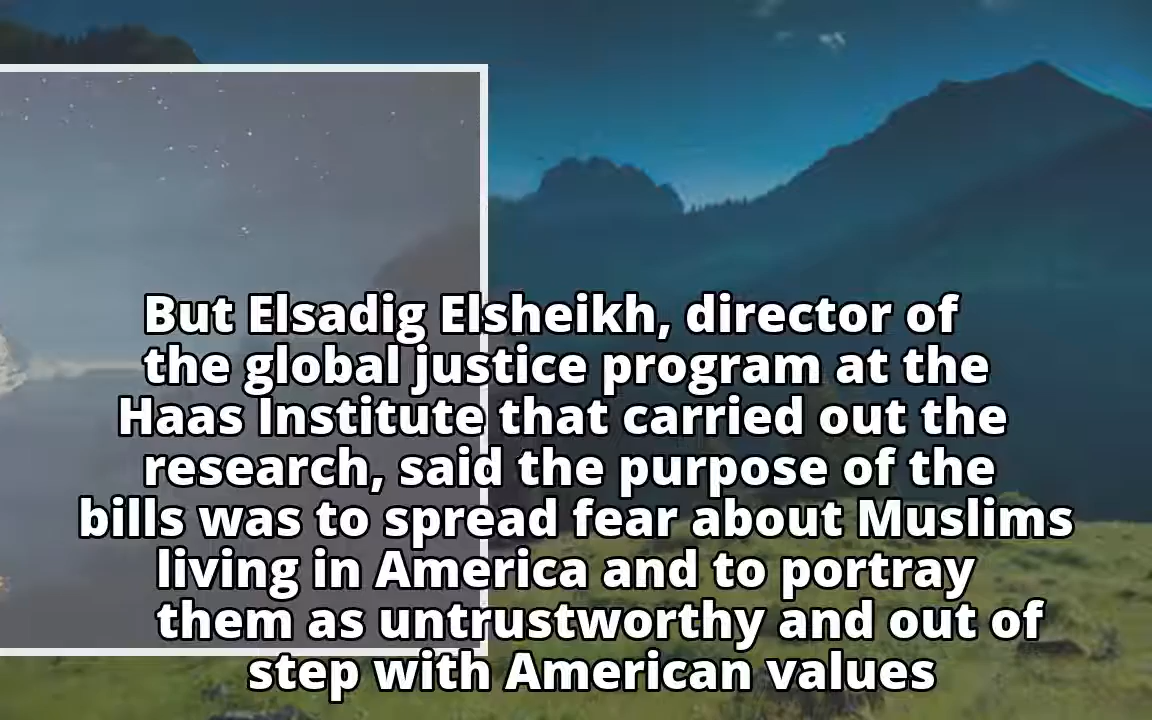 But Elsadig Elsheikh, director of
the global justice program at the
Haas Institute that carried out the
research, said the purpose of the
bills was to spread fear about Muslims
living in America and to portray
them as untrustworthy and out of
step with American values